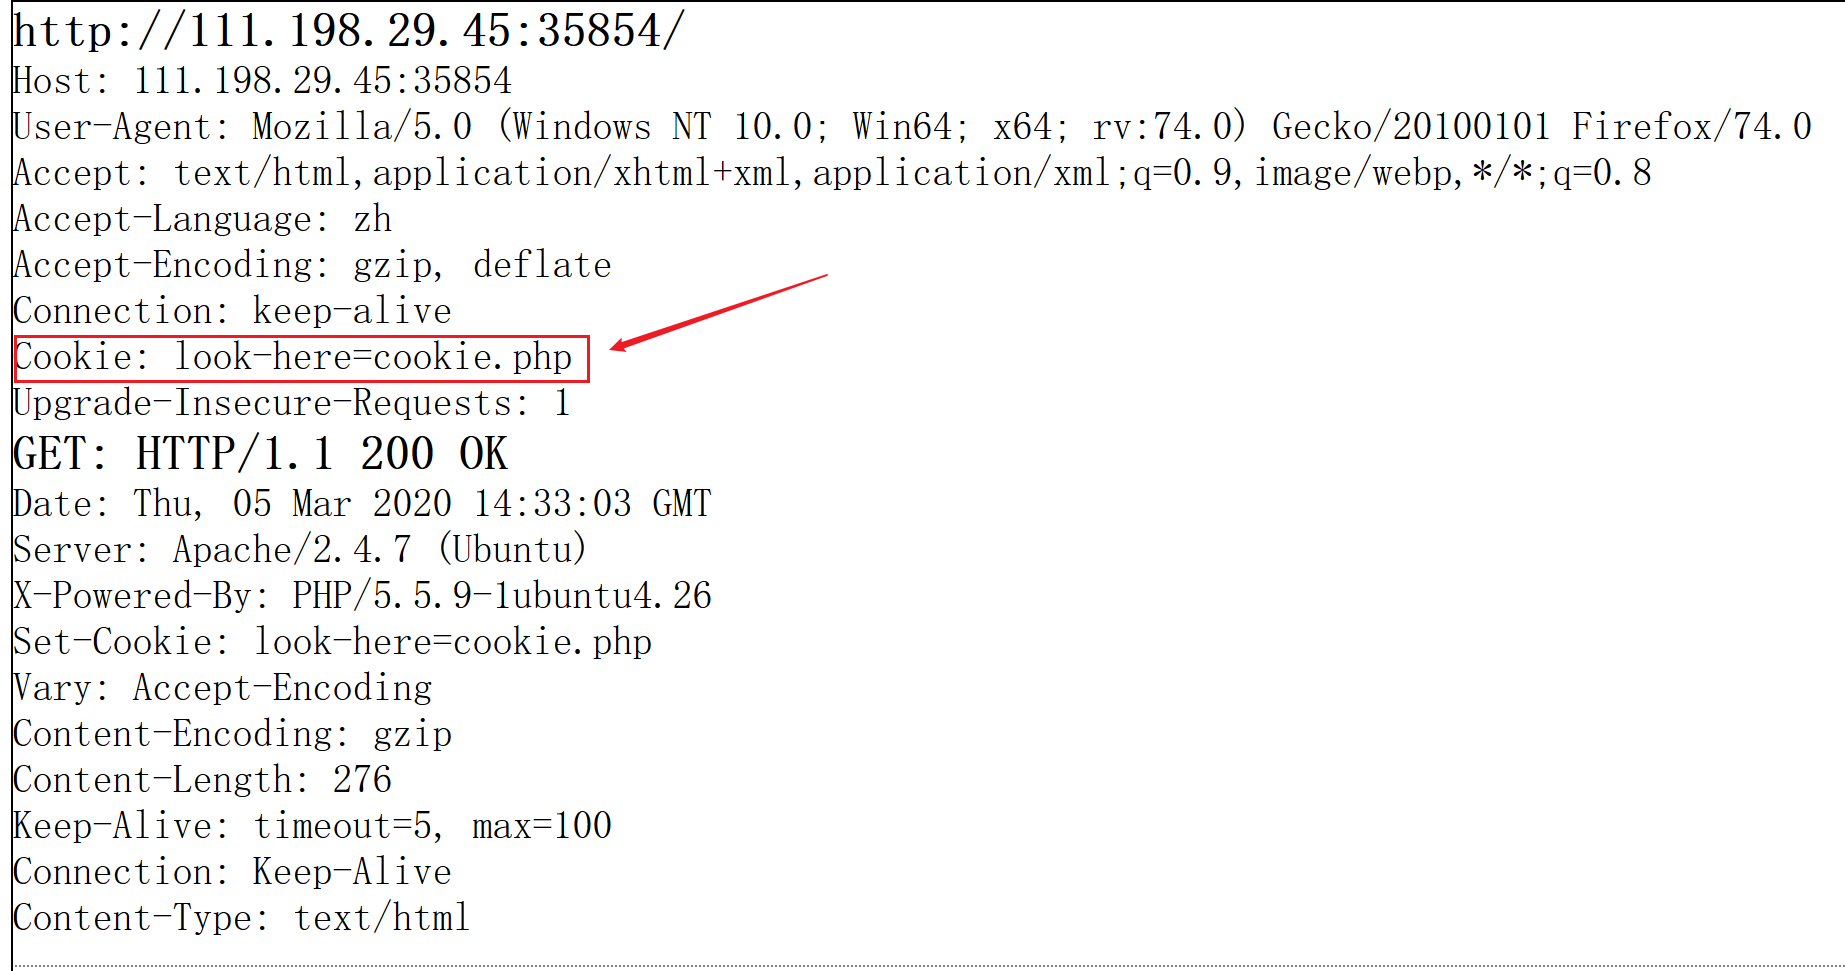 http://111.198.29.45:35854/
Host: 111.198.29.45:35854
User-Agent: Mozilla/5.0 (Windows NT 10.0; Win64; x64; rv:74.0) Gecko/20100101 Firefox/74.0
Accept: text/html,application/xhtml+xml,application/xml;q=0.9,image/webp,*/*;q=0.8
Accept-Language: zh
Accept-Encoding: gzip, deflate
Connection: keep-alive
Cookie: look-here=cookie.php
Upgrade-Insecure-Requests: 1
GET: HTTP/1.1 200 OK
Date: Thu, 05 Mar 2020 14:33:03 GMT
Server: Apache/2.4.7 (Ubuntu)
X-Powered-By: PHP/5.5.9-1ubuntu4.26
Set-Cookie: look-here=cookie.php
Vary: Accept-Encoding
Content-Encoding: gzip
Content-Length: 276
Keep-Alive: timeout=5, max=100
Connection: Keep-Alive
Content-Type: text/html